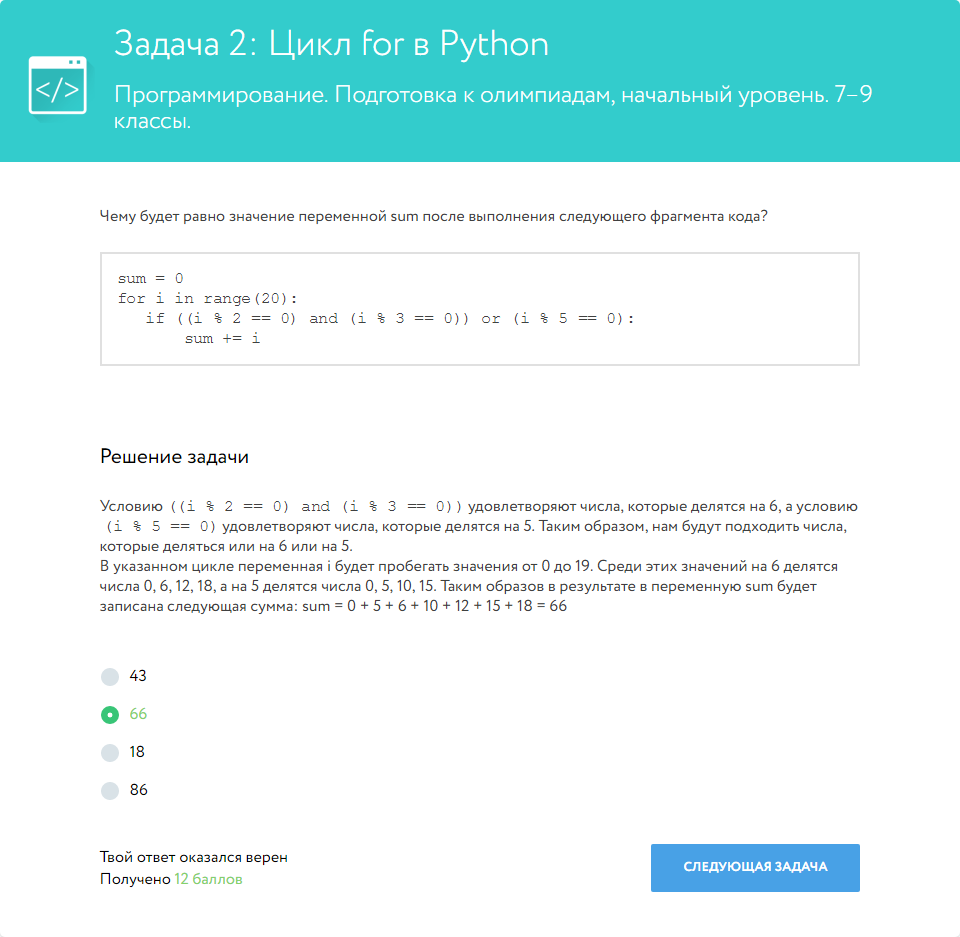 Задача 2: Цикл for в Python
</>
Программирование. Подготовка к олимпиадам, начальный уровень. 7–9
классы.
Чему будет равно значение переменной sum после выполнения следующего фрагмента кода?
sum = 0
for i in range(20):
   if ((i % 2 == 0) and (i % 3 == 0)) or (i % 5 == 0):
       sum += i
Решение задачи
Условию ((i % 2 == 0) and (i % 3 == 0)) удовлетворяют числа, которые делятся на 6, а условию
(i % 5 == 0) удовлетворяют числа, которые делятся на 5. Таким образом, нам будут подходить числа,
которые деляться или на 6 или на 5.
В указанном цикле переменная i будет пробегать значения от 0 до 19. Среди этих значений на 6 делятся
числа 0, 6, 12, 18, а на 5 делятся числа 0, 5, 10, 15. Таким образов в результате в переменную sum будет
записана следующая сумма: sum = 0 + 5 + 6 + 10 + 12 + 15 + 18 = 66
43
66
18
86
Твой ответ оказался верен
Получено 12 баллов
СЛЕДУЮЩАЯ ЗАДАЧА